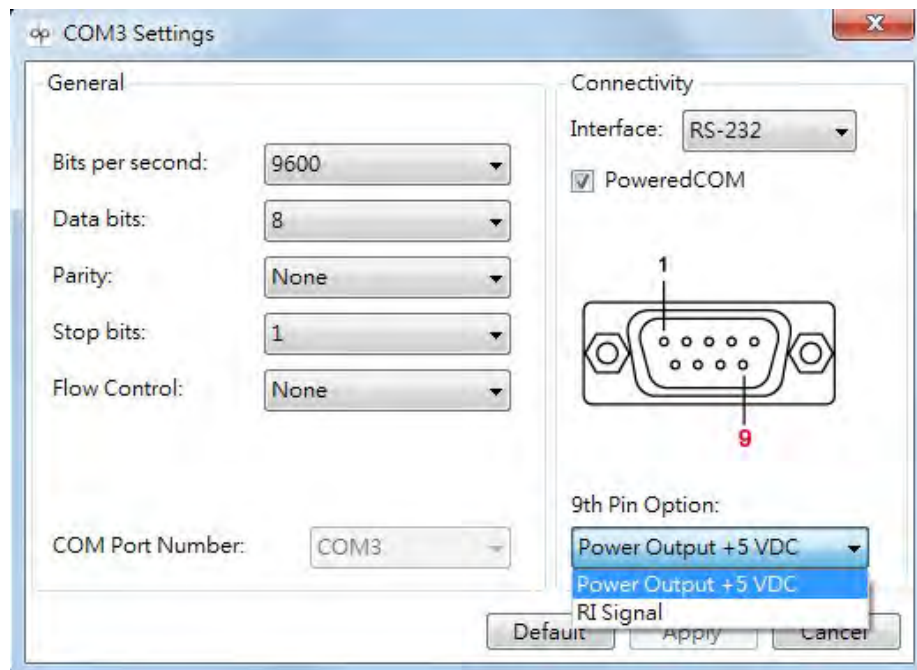 COM3 Settings
General
Bits per second: 9600
Data bits: 8
Parity: None
Stop bits: 1
Flow Control: None
COM Port Number: COM3
Connectivity
Interface: RS-232
PoweredCOM
1
9
9th Pin Option:
Power Output +5 VDC
Power Output +5 VDC
RI Signal
Default Apply Cancel